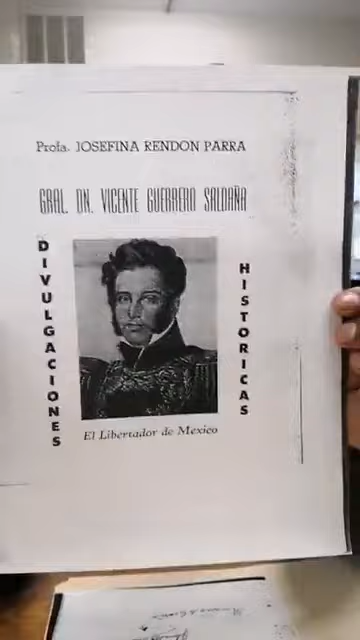 Profa. JOSEFINA RENDON PARRA
GRAL. DN. VICENTE GUERRERO SALDAÑA
DIVULGACIONES
HISTORICAS
El Libertador de Mexico